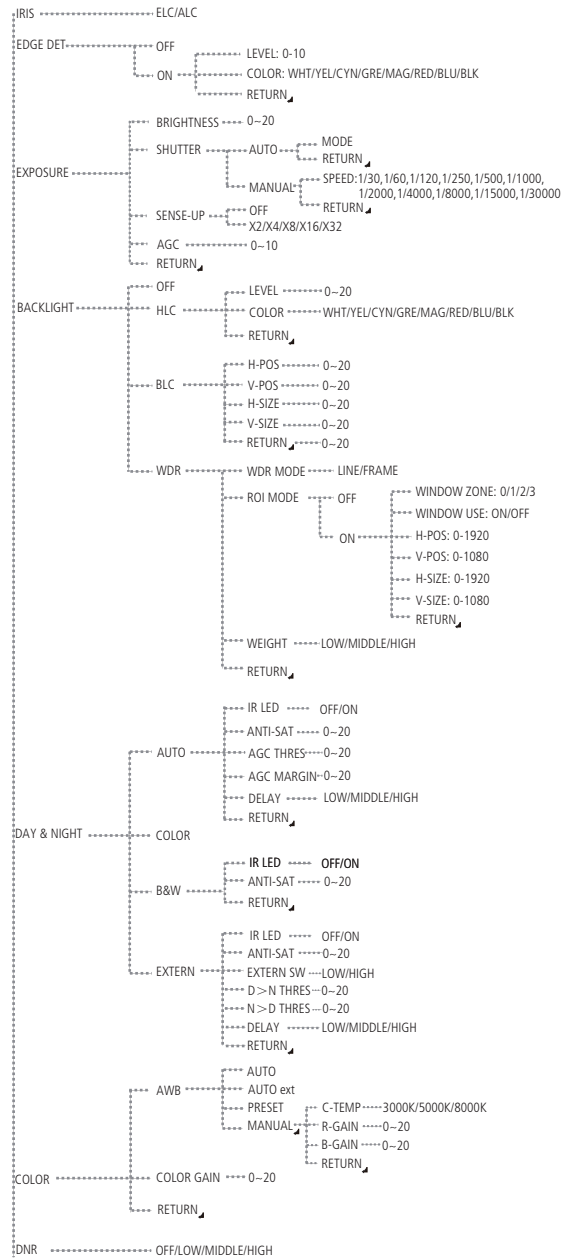 IRIS ELC/ALC
EDGE DET OFF
LEVEL: 0-10
ON COLOR: WHT/YEL/CYN/GRE/MAG/RED/BLU/BLK
RETURN
BRIGHTNESS 0~20
MODE
SHUTTER AUTO
RETURN
EXPOSURE SPEED:1/30,1/60,1/120,1/250,1/500,1/1000,
MANUAL 1/2000,1/4000,1/8000,1/15000,1/30000
RETURN
SENSE-UP OFF
X2/X4/X8/X16/X32
AGC 0~10
RETURN
OFF
LEVEL 0~20
BACKLIGHT HLC COLOR WHT/YEL/CYN/GRE/MAG/RED/BLU/BLK
RETURN
H-POS 0~20
BLC V-POS 0~20
H-SIZE 0~20
V-SIZE 0~20
RETURN 0~20
WDR WDR MODE LINE/FRAME
ROI MODE OFF
WINDOW ZONE: 0/1/2/3
WINDOW USE: ON/OFF
ON H-POS: 0-1920
V-POS: 0-1080
H-SIZE: 0-1920
V-SIZE: 0-1080
RETURN
WEIGHT LOW/MIDDLE/HIGH
RETURN
IR LED OFF/ON
ANTI-SAT 0~20
AUTO AGC THRES 0~20
AGC MARGIN 0~20
DELAY LOW/MIDDLE/HIGH
RETURN
DAY & NIGHT COLOR
IR LED OFF/ON
B&W ANTI-SAT 0~20
RETURN
IR LED OFF/ON
ANTI-SAT 0~20
EXTERN EXTERN SW LOW/HIGH
D>N THRES 0~20
N>D THRES 0~20
DELAY LOW/MIDDLE/HIGH
RETURN
AUTO
AWB AUTO ext
PRESET C-TEMP 3000K/5000K/8000K
MANUAL R-GAIN 0~20
B-GAIN 0~20
RETURN
COLOR COLOR GAIN 0~20
RETURN
DNR OFF/LOW/MIDDLE/HIGH